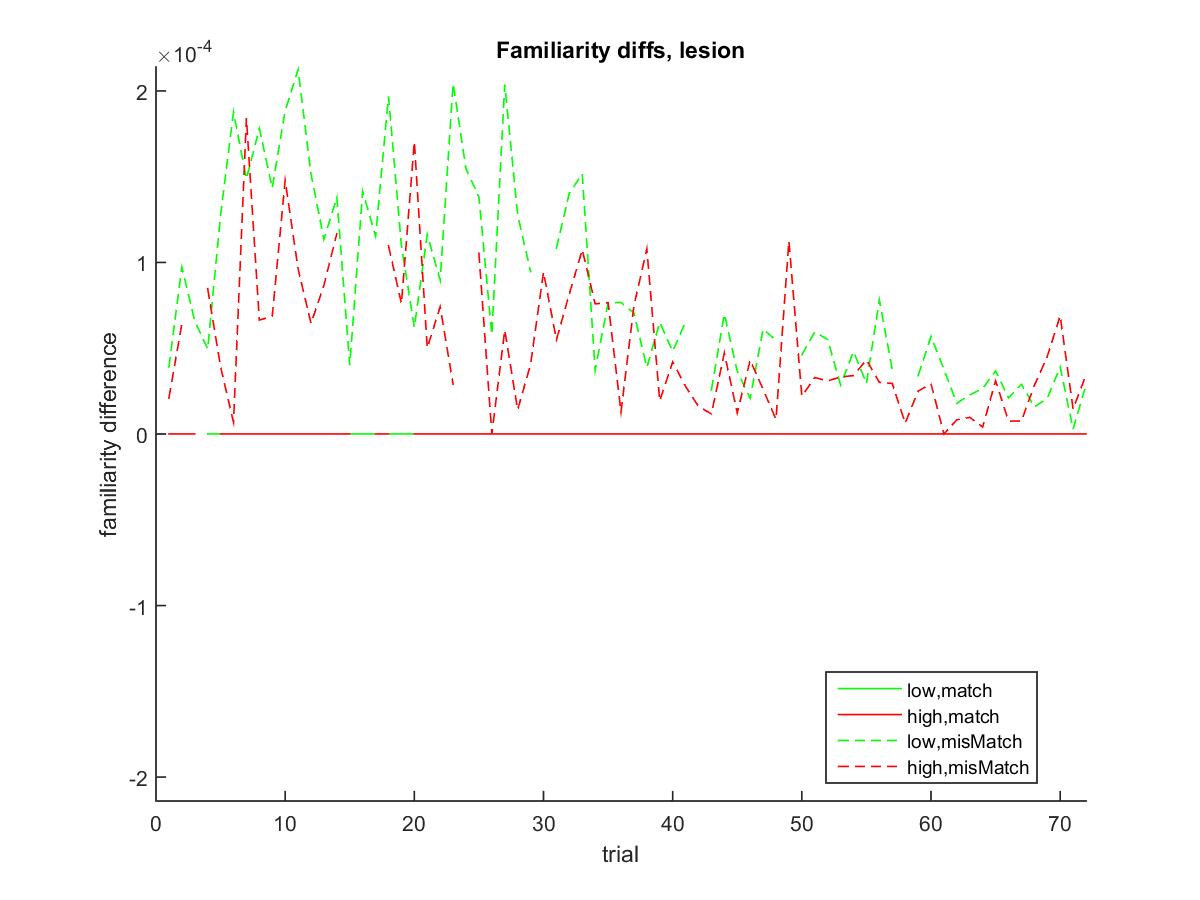 Familiarity diffs, lesion
×10-4
2
1
0
-1
-2
familiarity difference
0 10 20 30 40 50 60 70
trial
low,match
high,match
low,misMatch
high,misMatch